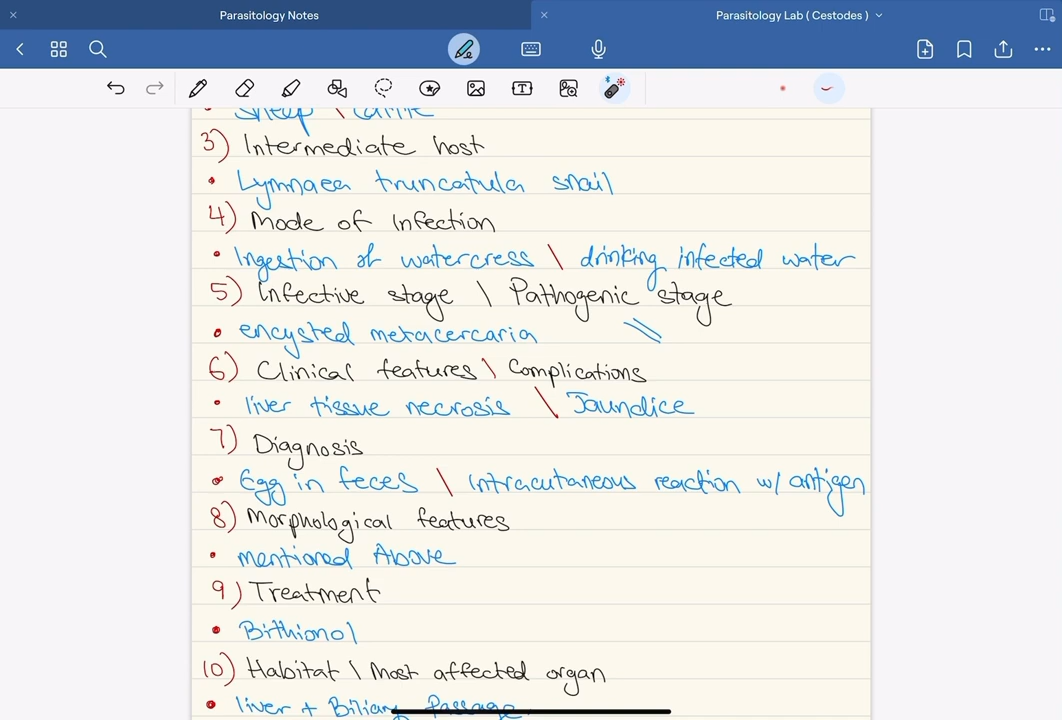 Parasitology Notes
Parasitology Lab ( Cestodes )
Sheep \ Cattle
3) Intermediate host
• Lymnaea truncatula snail
4) Mode of Infection
• Ingestion of watercress \ drinking infected water
5) Infective stage \ Pathogenic stage
• encysted metacercaria \\
6) Clinical features \ Complications
• liver tissue necrosis \ Jaundice
7) Diagnosis
• Egg in feces \ Intracutaneous reaction w/ antigen
8) Morphological features
• mentioned Above
9) Treatment
• Bithionol
10) Habitat \ Most affected organ
• liver + Biliary Passage